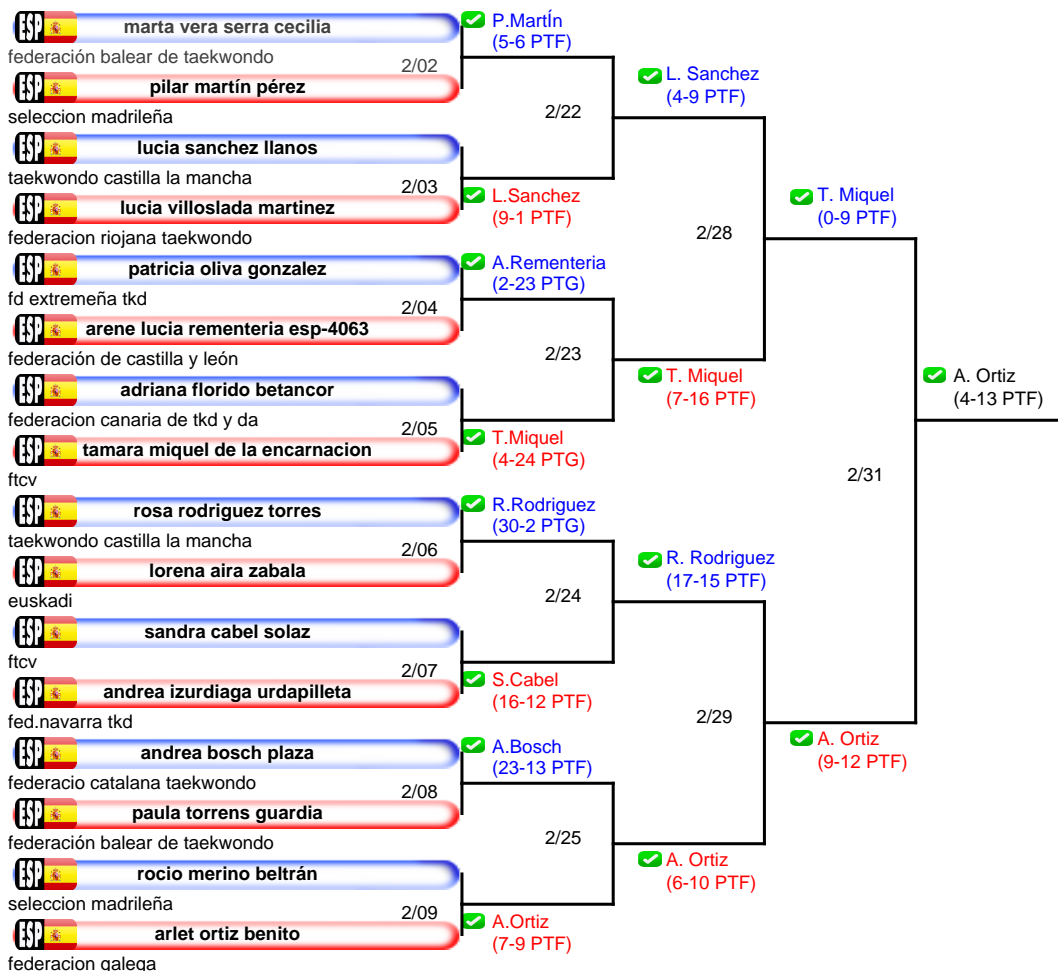 ESP marta vera serra cecilia
federación balear de taekwondo
2/02
ESP pilar martín pérez
seleccion madrileña
ESP lucia sanchez llanos
taekwondo castilla la mancha
2/03
ESP lucia villoslada martinez
federacion riojana taekwondo
ESP patricia oliva gonzalez
fd extremeña tkd
2/04
ESP arene lucia rementeria esp-4063
federación de castilla y león
ESP adriana florido betancor
federacion canaria de tkd y da
2/05
ESP tamara miquel de la encarnacion
ftcv
ESP rosa rodriguez torres
taekwondo castilla la mancha
2/06
ESP lorena aira zabala
euskadi
ESP sandra cabel solaz
ftcv
2/07
ESP andrea izurdiaga urdapilleta
fed.navarra tkd
ESP andrea bosch plaza
federacio catalana taekwondo
2/08
ESP paula torrens guardia
federación balear de taekwondo
ESP rocio merino beltrán
seleccion madrileña
2/09
ESP arlet ortiz benito
federacion galega
P.MartÍn
(5-6 PTF)
2/22
L.Sanchez
(9-1 PTF)
A.Rementeria
(2-23 PTG)
2/23
T.Miquel
(4-24 PTG)
R.Rodriguez
(30-2 PTG)
2/24
S.Cabel
(16-12 PTF)
A.Bosch
(23-13 PTF)
2/25
A.Ortiz
(7-9 PTF)
L. Sanchez
(4-9 PTF)
2/28
T. Miquel
(7-16 PTF)
R. Rodriguez
(17-15 PTF)
2/29
A. Ortiz
(6-10 PTF)
T. Miquel
(0-9 PTF)
2/31
A. Ortiz
(9-12 PTF)
A. Ortiz
(4-13 PTF)